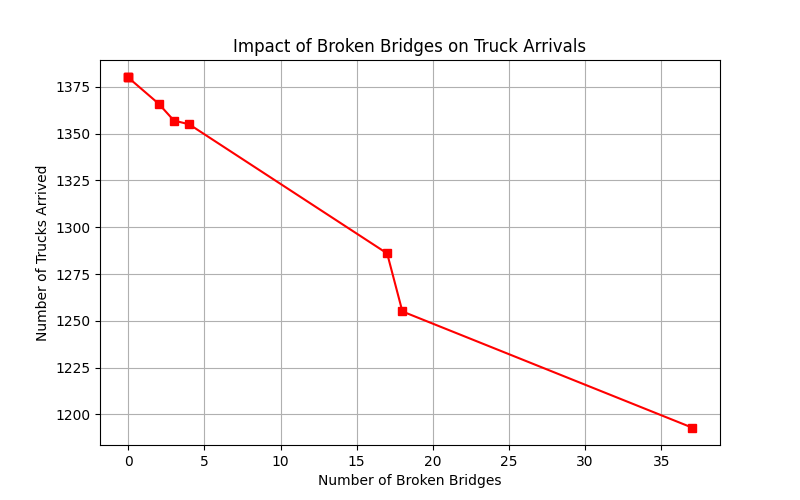 Impact of Broken Bridges on Truck Arrivals
Number of Trucks Arrived
1375
1350
1325
1300
1275
1250
1225
1200
0 5 10 15 20 25 30 35
Number of Broken Bridges